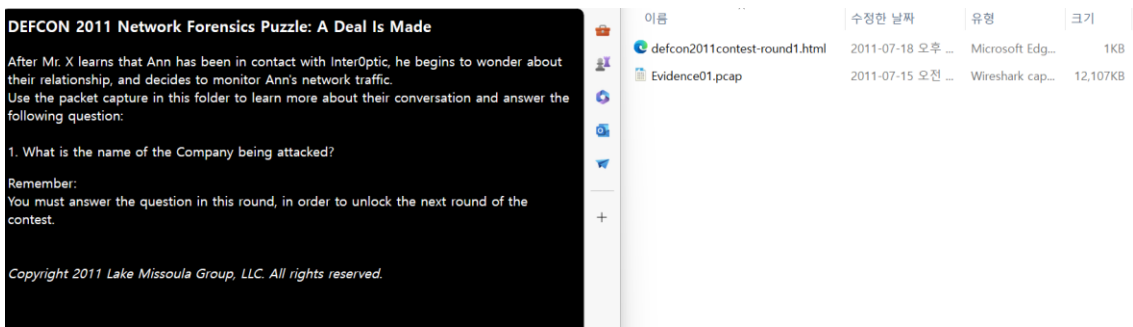 DEFCON 2011 Network Forensics Puzzle: A Deal Is Made
After Mr. X learns that Ann has been in contact with Inter0ptic, he begins to wonder about
their relationship, and decides to monitor Ann's network traffic.
Use the packet capture in this folder to learn more about their conversation and answer the
following question:
1. What is the name of the Company being attacked?
Remember:
You must answer the question in this round, in order to unlock the next round of the
contest.
Copyright 2011 Lake Missoula Group, LLC. All rights reserved.
이름 수정한 날짜 유형 크기
defcon2011contest-round1.html 2011-07-18 오후 ... Microsoft Edg... 1KB
Evidence01.pcap 2011-07-15 오전 ... Wireshark cap... 12,107KB